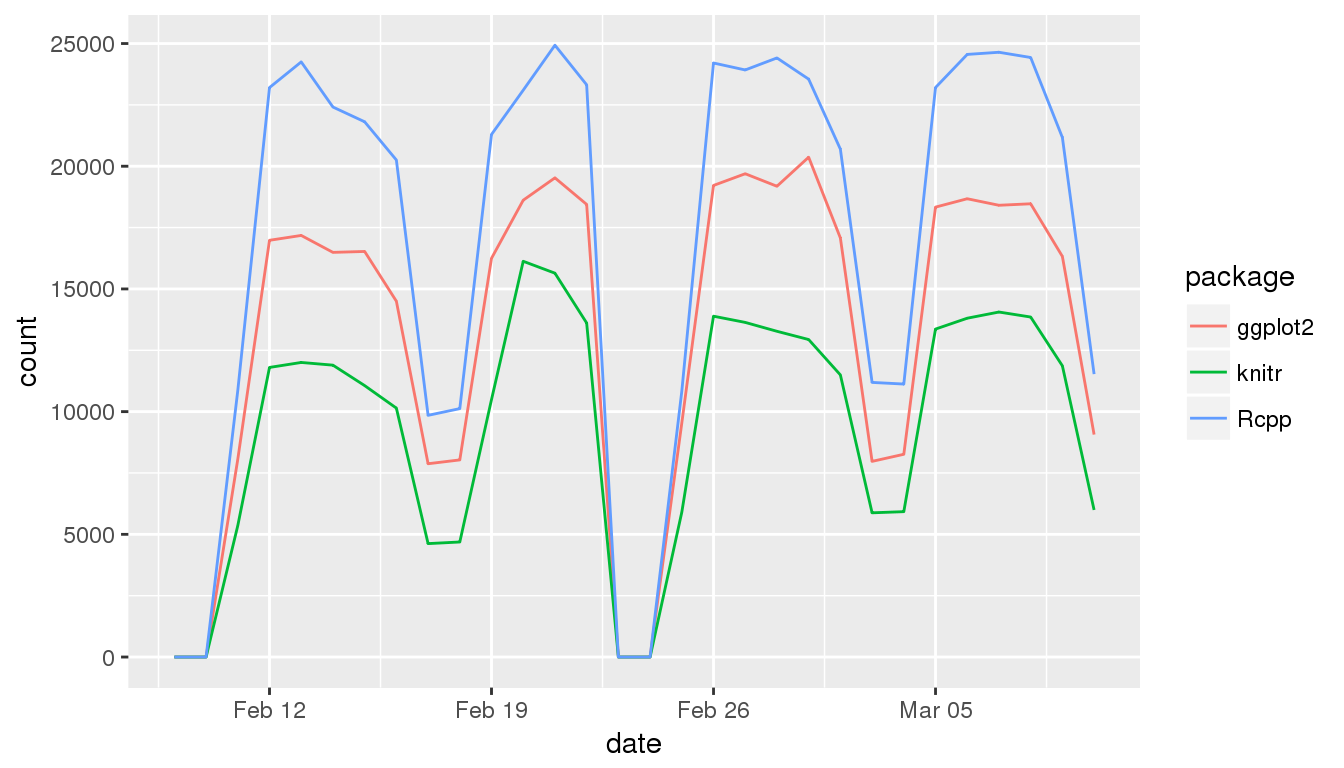 25000
20000
15000
10000
5000
0
count
Feb 12
Feb 19
Feb 26
Mar 05
date
package
ggplot2
knitr
Rcpp